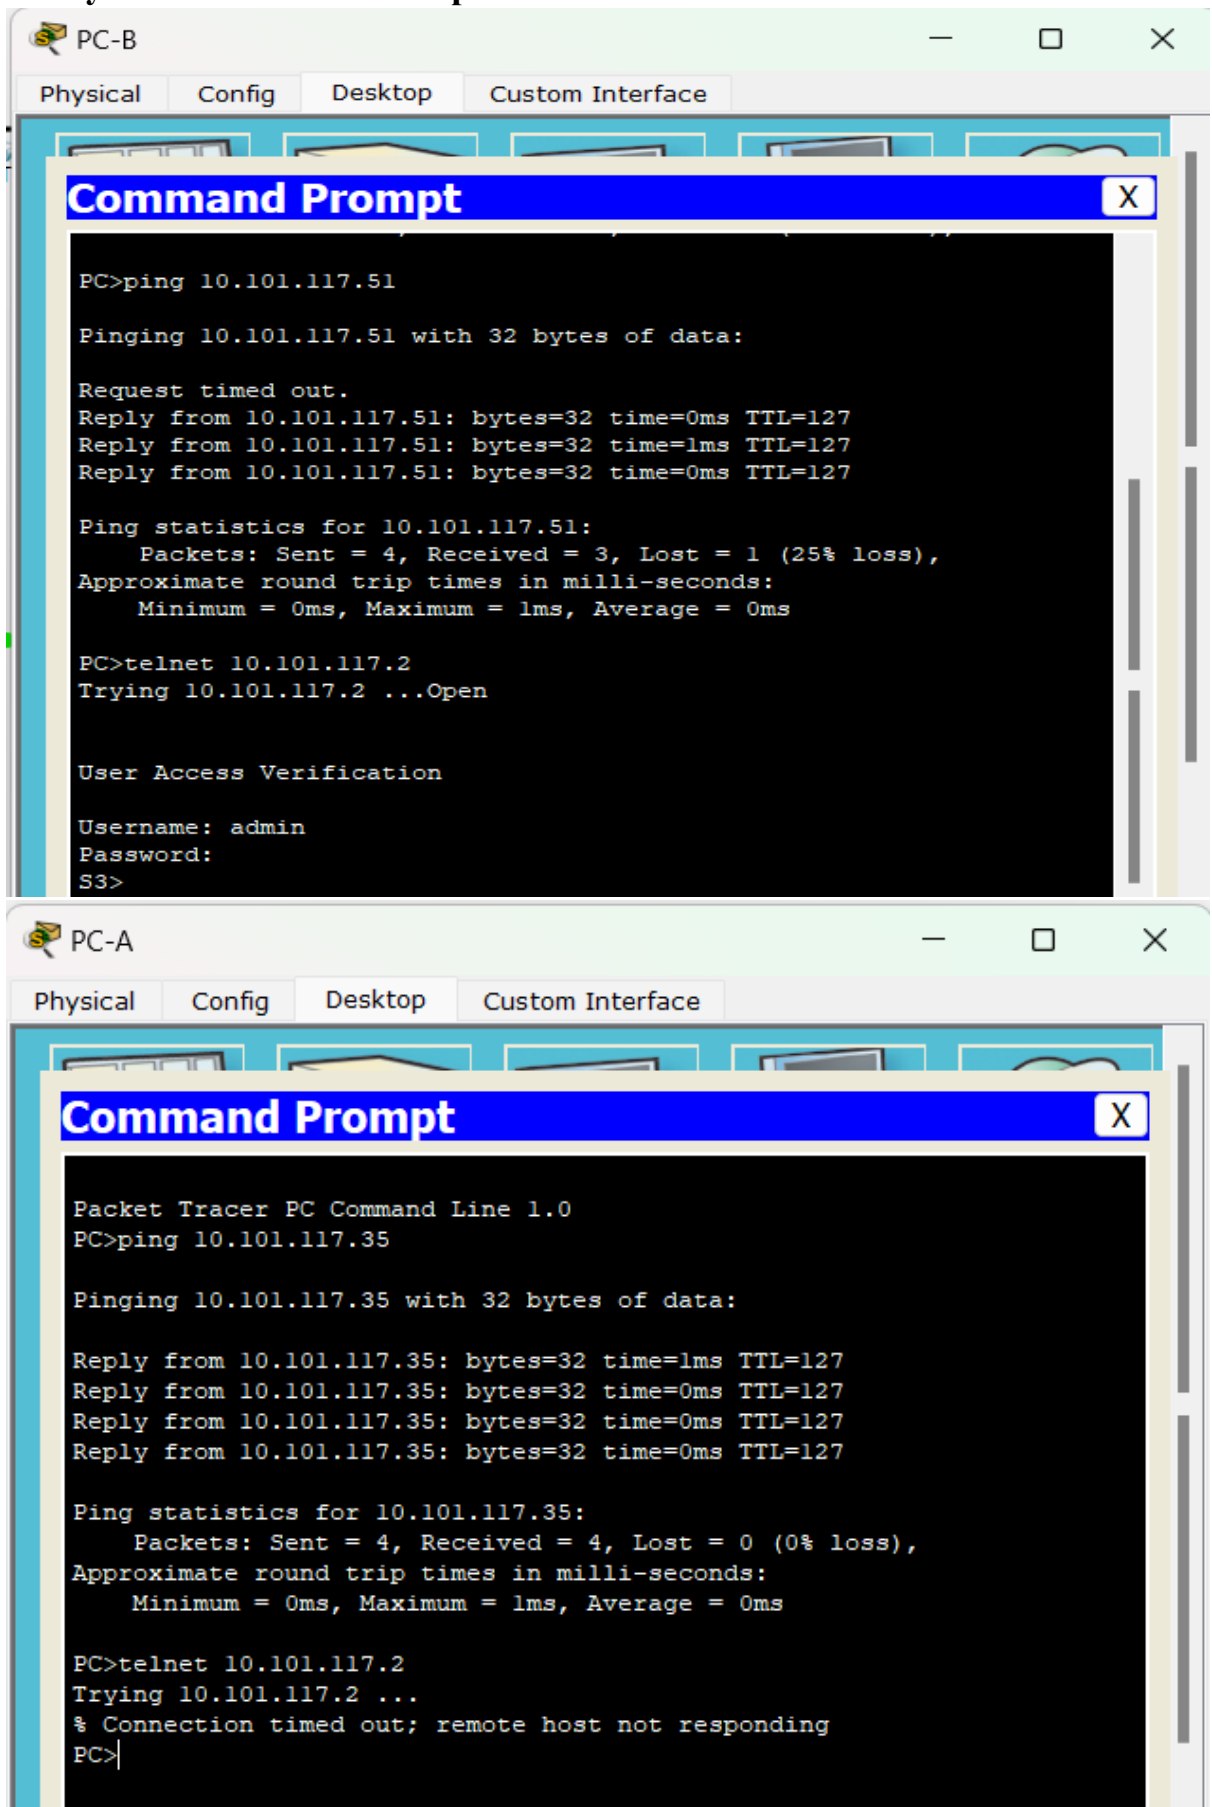 PC-B
Physical Config Desktop Custom Interface
Command Prompt X
PC>ping 10.101.117.51
Pinging 10.101.117.51 with 32 bytes of data:
Request timed out.
Reply from 10.101.117.51: bytes=32 time=0ms TTL=127
Reply from 10.101.117.51: bytes=32 time=1ms TTL=127
Reply from 10.101.117.51: bytes=32 time=0ms TTL=127
Ping statistics for 10.101.117.51:
Packets: Sent = 4, Received = 3, Lost = 1 (25% loss),
Approximate round trip times in milli-seconds:
Minimum = 0ms, Maximum = 1ms, Average = 0ms
PC>telnet 10.101.117.2
Trying 10.101.117.2 ...Open
User Access Verification
Username: admin
Password:
S3>
PC-A
Physical Config Desktop Custom Interface
Command Prompt X
Packet Tracer PC Command Line 1.0
PC>ping 10.101.117.35
Pinging 10.101.117.35 with 32 bytes of data:
Reply from 10.101.117.35: bytes=32 time=1ms TTL=127
Reply from 10.101.117.35: bytes=32 time=0ms TTL=127
Reply from 10.101.117.35: bytes=32 time=0ms TTL=127
Reply from 10.101.117.35: bytes=32 time=0ms TTL=127
Ping statistics for 10.101.117.35:
Packets: Sent = 4, Received = 4, Lost = 0 (0% loss),
Approximate round trip times in milli-seconds:
Minimum = 0ms, Maximum = 1ms, Average = 0ms
PC>telnet 10.101.117.2
Trying 10.101.117.2 ...
% Connection timed out; remote host not responding
PC>